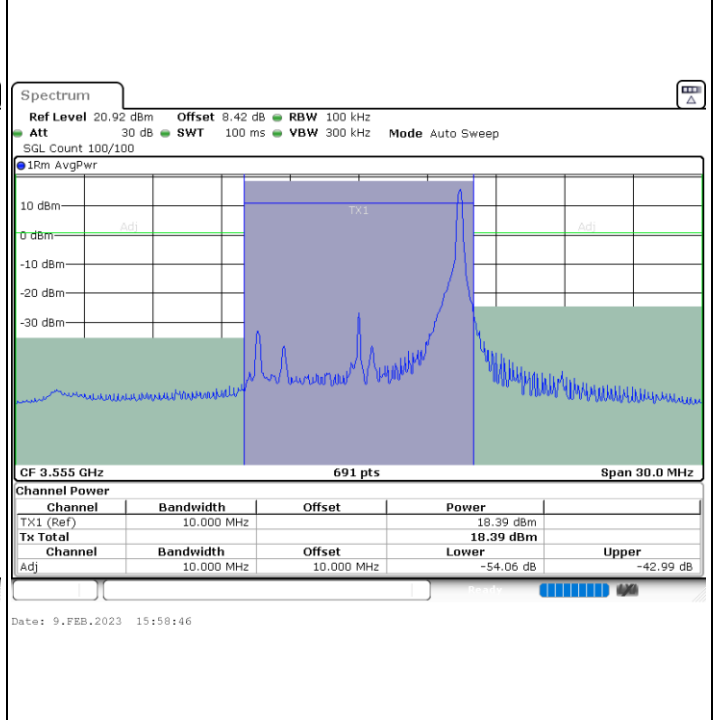 Spectrum
Ref Level 20.92 dBm Offset 8.42 dB RBW 100 kHz
Att 30 dB SWT 100 ms VBW 300 kHz Mode Auto Sweep
SGL Count 100/100
1Rm AvgPwr
10 dBm
TX1
Adj Adj
0 dBm
-10 dBm
-20 dBm
-30 dBm
CF 3.555 GHz 691 pts Span 30.0 MHz
Channel Power
Channel Bandwidth Offset Power
TX1 (Ref) 10.000 MHz 18.39 dBm
Tx Total 18.39 dBm
Channel Bandwidth Offset Lower Upper
Adj 10.000 MHz 10.000 MHz -54.06 dB -42.99 dB
Ready
Date: 9.FEB.2023 15:58:46